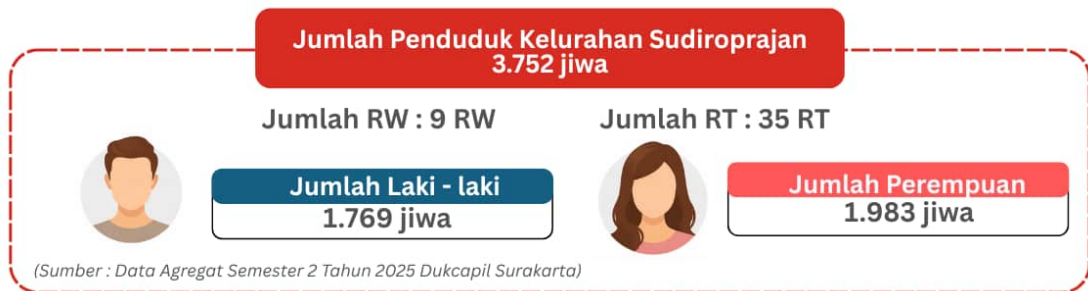 Jumlah Penduduk Kelurahan Sudiroprajan
3.752 jiwa
Jumlah RW : 9 RW
Jumlah RT : 35 RT
Jumlah Laki - laki
1.769 jiwa
Jumlah Perempuan
1.983 jiwa
(Sumber : Data Agregat Semester 2 Tahun 2025 Dukcapil Surakarta)